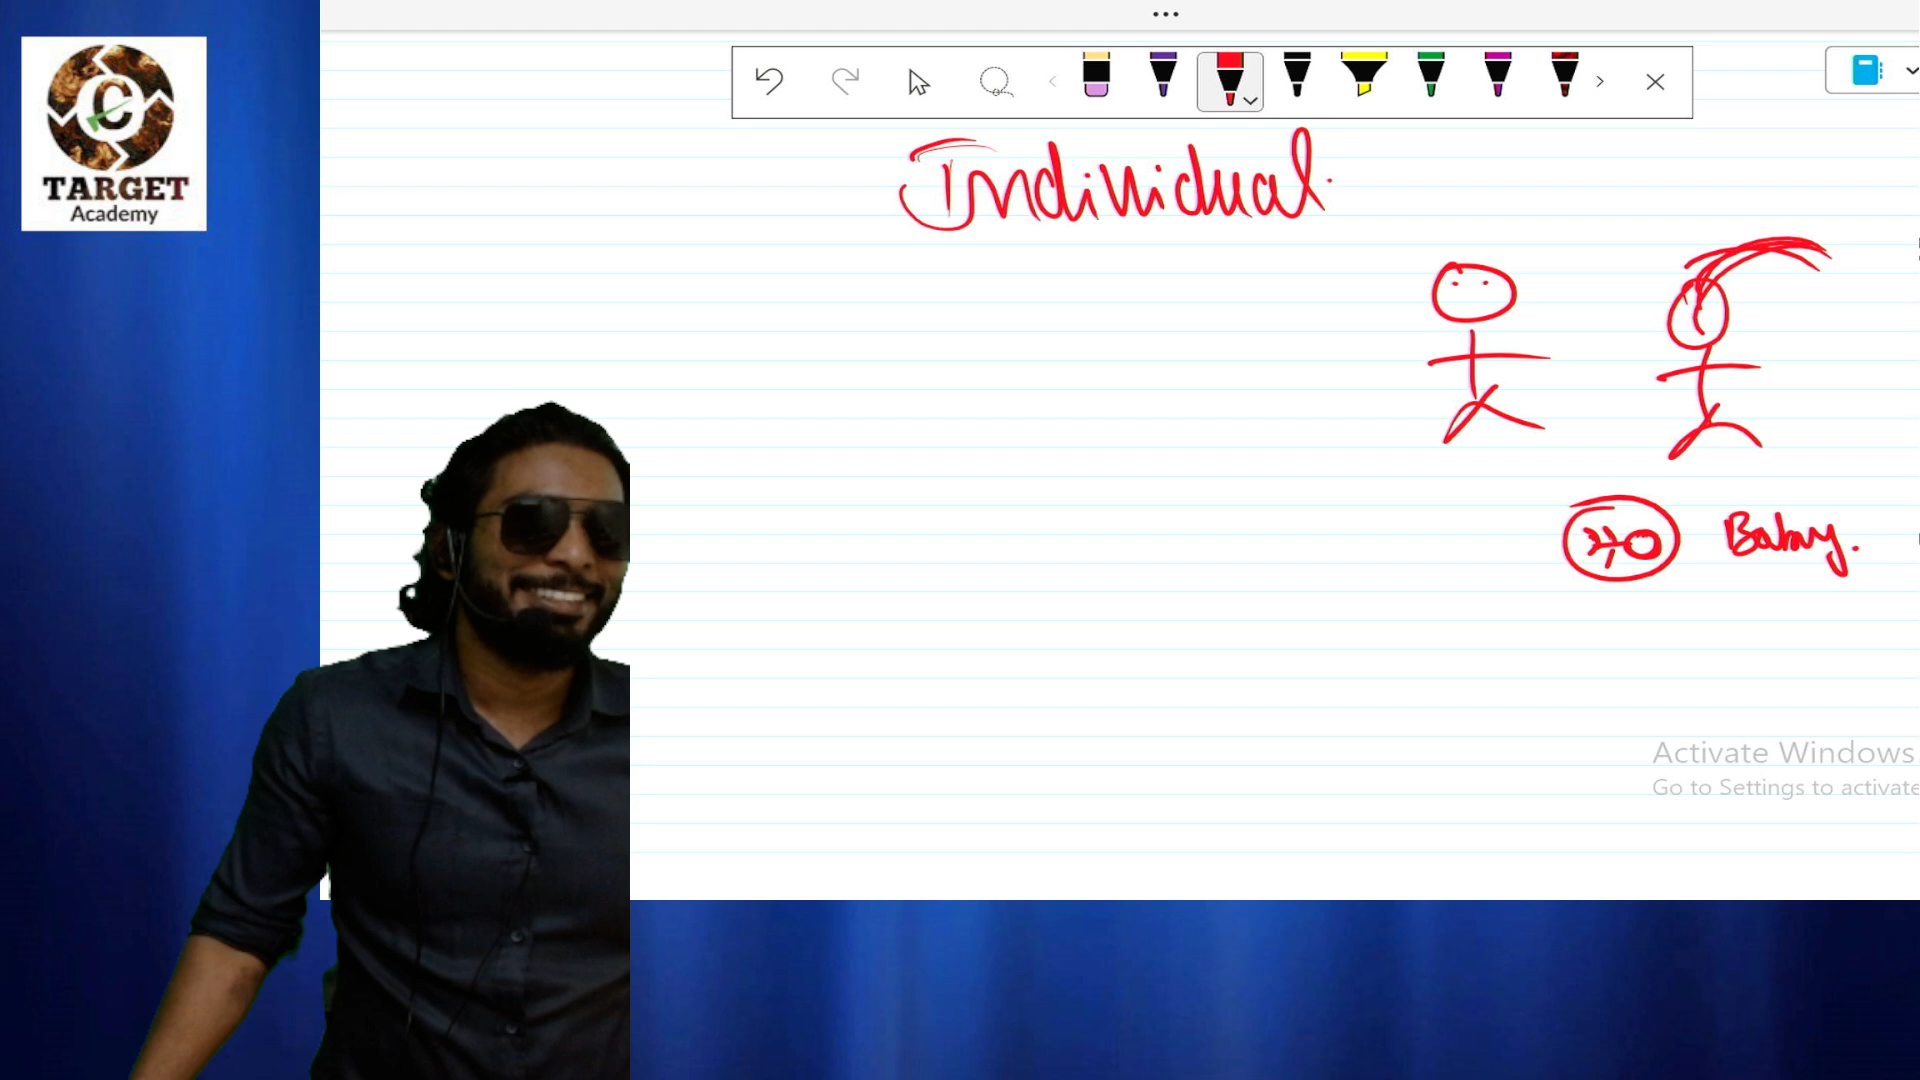 TARGET
Academy
Individual.
Baby.
Activate Windows
Go to Settings to activate